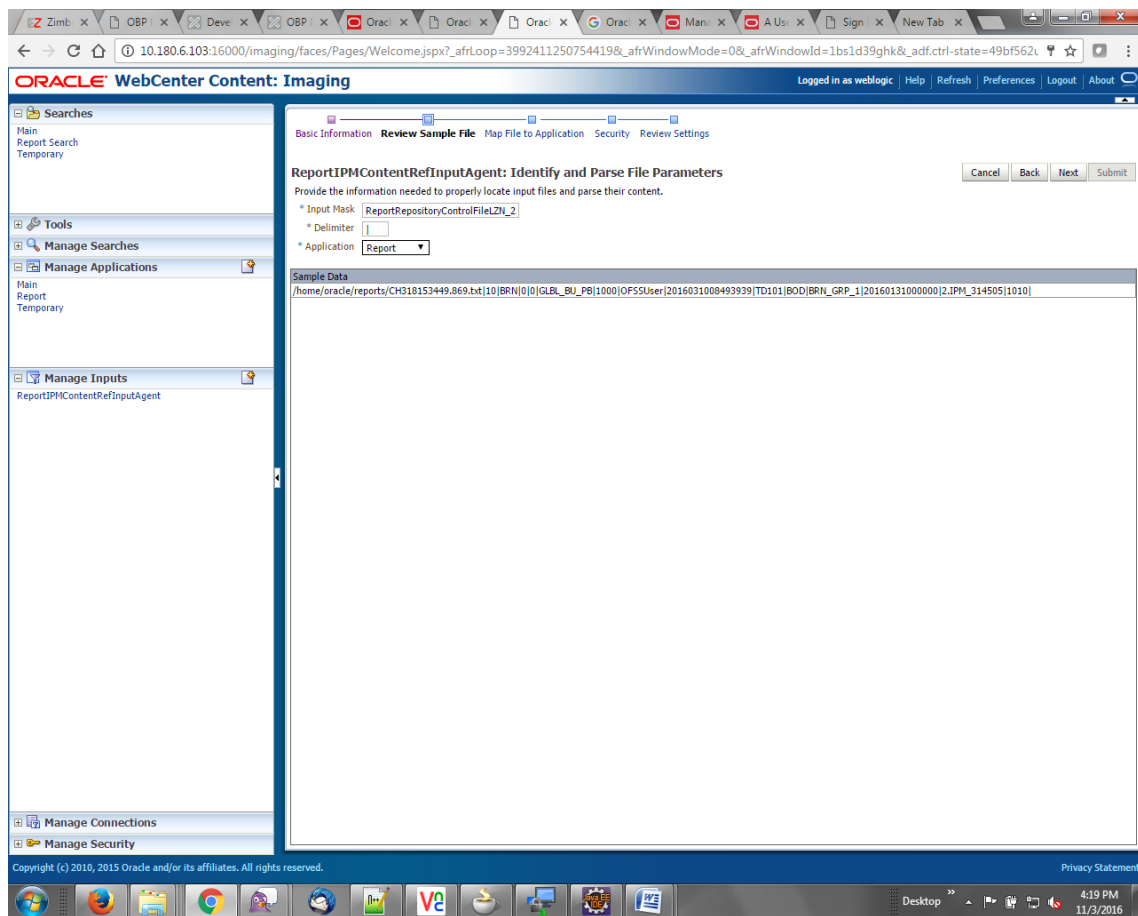 Zimb OBP Devel OBP Oracl Oracl Oracl Oracl Mana A Use Sign New Tab
10.180.6.103:16000/imaging/faces/Pages/Welcome.jspx?_afrLoop=3992411250754419&_afrWindowMode=0&_afrWindowId=1bs1d39ghk&_adf.ctrl-state=49bf562
ORACLE WebCenter Content: Imaging
Logged in as weblogic Help Refresh Preferences Logout About
Searches
Main
Report Search
Temporary
Tools
Manage Searches
Manage Applications
Main
Report
Temporary
Manage Inputs
ReportIPMContentRefInputAgent
Manage Connections
Manage Security
Basic Information Review Sample File Map File to Application Security Review Settings
ReportIPMContentRefInputAgent: Identify and Parse File Parameters
Cancel Back Next Submit
Provide the information needed to properly locate input files and parse their content.
* Input Mask ReportRepositoryControlFileLZN_2
* Delimiter |
* Application Report
Sample Data
/home/oracle/reports/CH318153449.869.txt|10|BRN|0|0|GLBL_BU_PB|1000|OFSSUser|2016031008493939|TD101|BOD|BRN_GRP_1|20160131000000|2.IPM_314505|1010|
Copyright (c) 2010, 2015 Oracle and/or its affiliates. All rights reserved.
Privacy Statement
Desktop
4:19 PM
11/3/2016